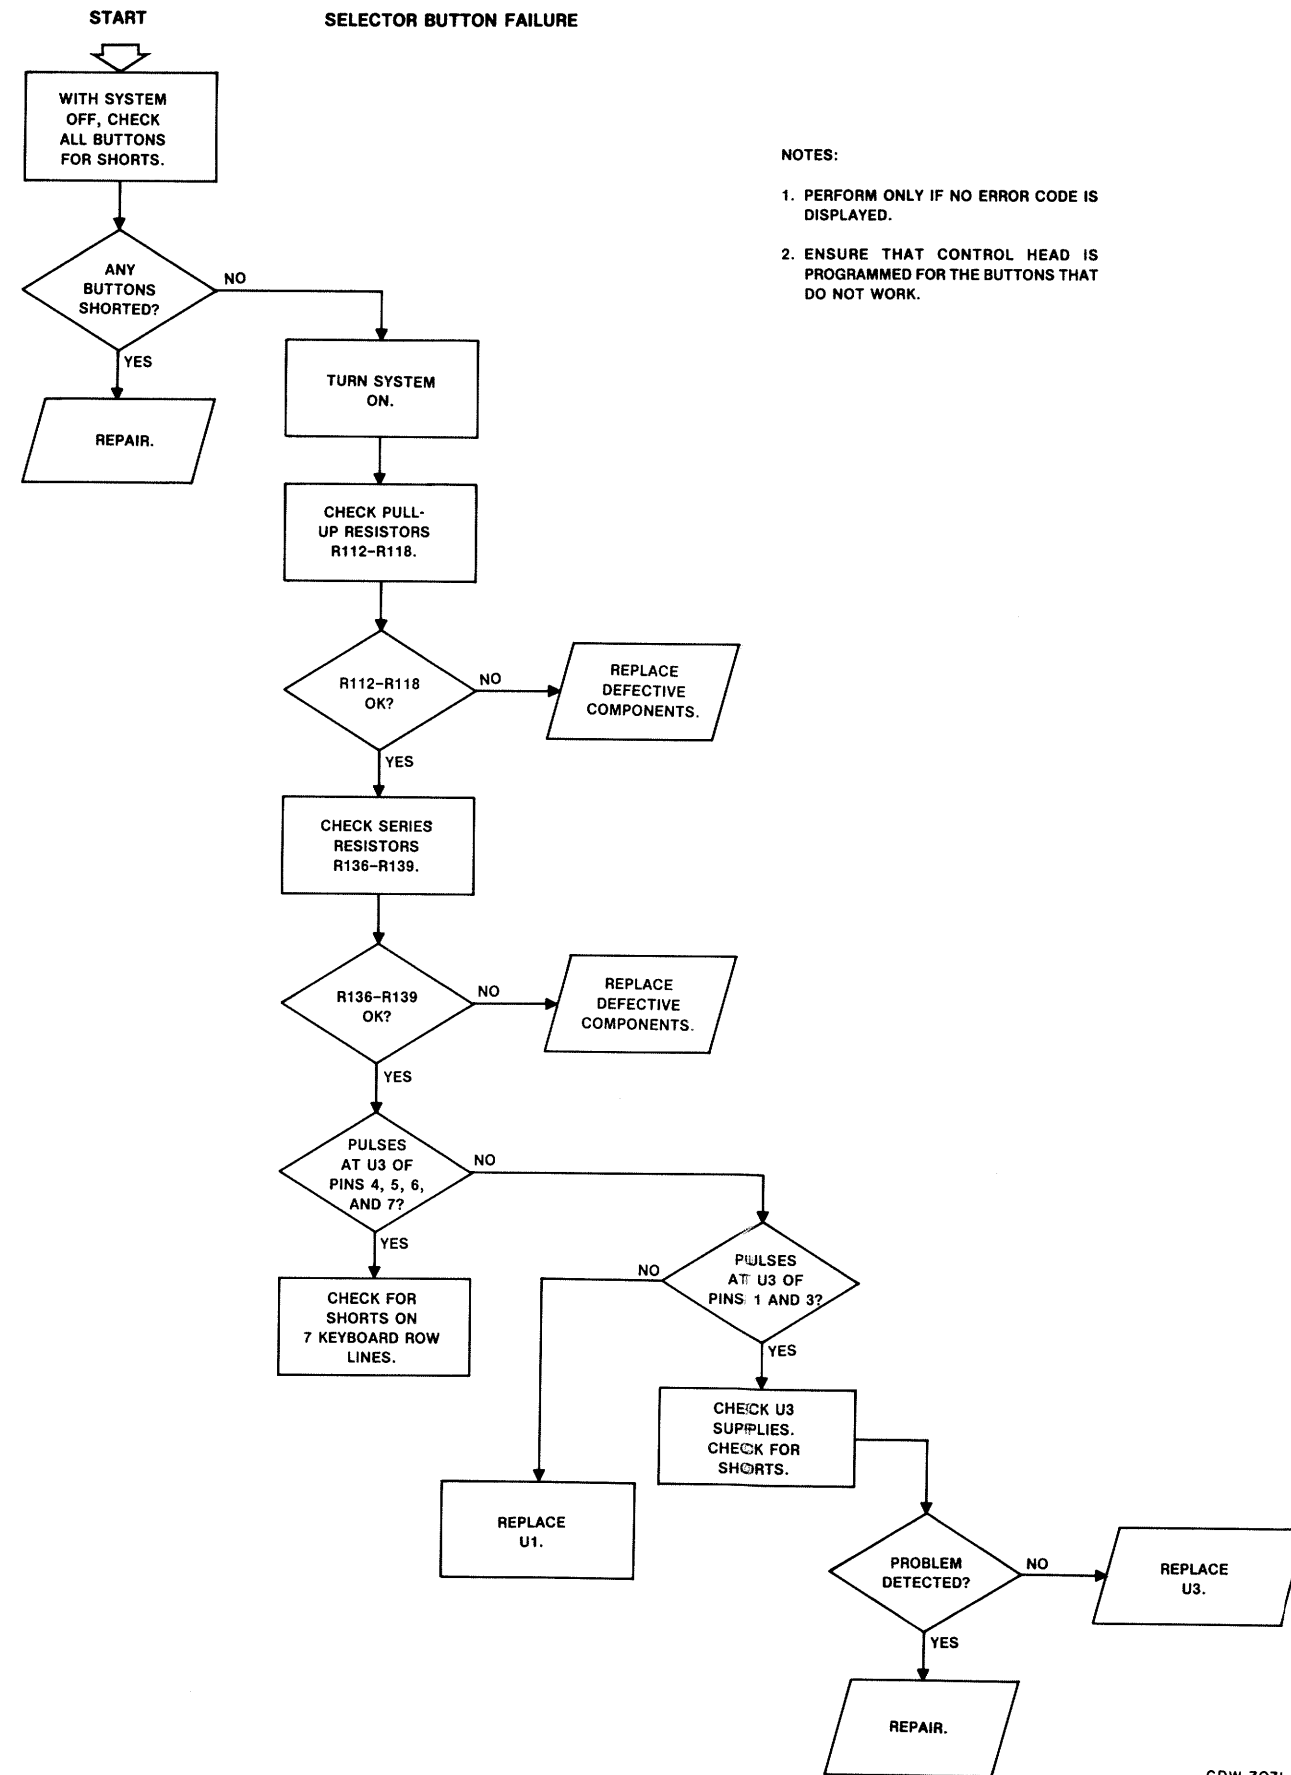 START
SELECTOR BUTTON FAILURE
WITH SYSTEM
OFF, CHECK
ALL BUTTONS
FOR SHORTS.
NOTES:
1. PERFORM ONLY IF NO ERROR CODE IS
DISPLAYED.
2. ENSURE THAT CONTROL HEAD IS
PROGRAMMED FOR THE BUTTONS THAT
DO NOT WORK.
ANY
BUTTONS
SHORTED?
NO
YES
REPAIR.
TURN SYSTEM
ON.
CHECK PULL-
UP RESISTORS
R112–R118.
R112–R118
OK?
NO
REPLACE
DEFECTIVE
COMPONENTS.
YES
CHECK SERIES
RESISTORS
R136–R139.
R136–R139
OK?
NO
REPLACE
DEFECTIVE
COMPONENTS.
YES
PULSES
AT U3 OF
PINS 4, 5, 6,
AND 7?
NO
YES
CHECK FOR
SHORTS ON
7 KEYBOARD ROW
LINES.
PULSES
AT U3 OF
PINS 1 AND 3?
NO
YES
CHECK U3
SUPPLIES.
CHECK FOR
SHORTS.
REPLACE
U1.
PROBLEM
DETECTED?
NO
REPLACE
U3.
YES
REPAIR.